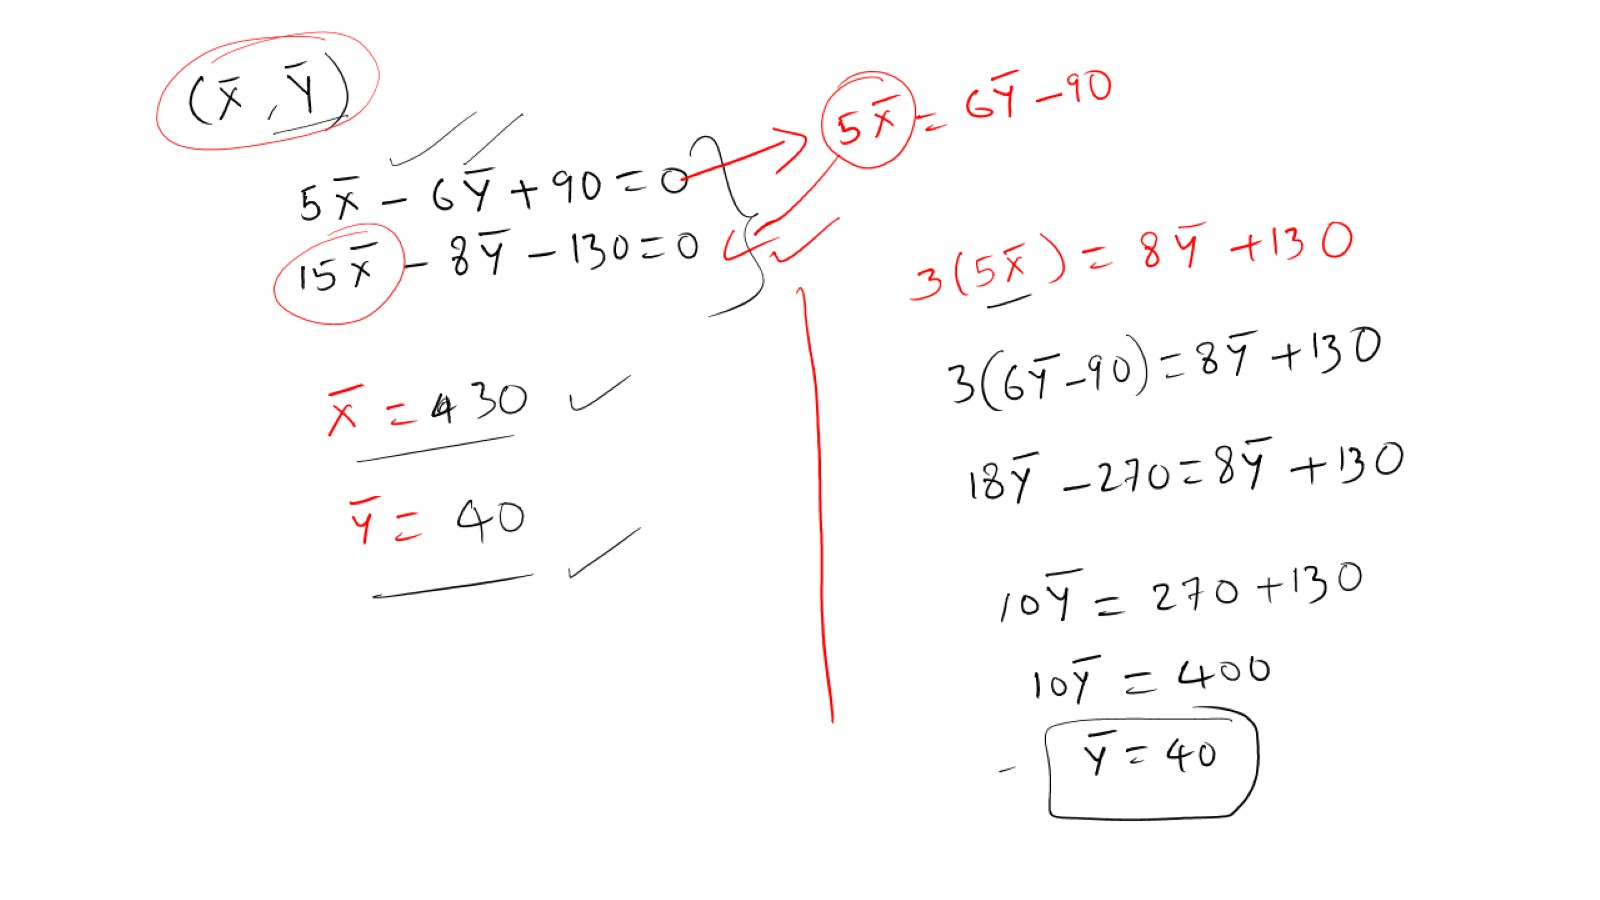 (x̄, ȳ)
5x̄ - 6ȳ + 90 = 0
15x̄ - 8ȳ - 130 = 0
x̄ = 30
ȳ = 40
5x̄ = 6ȳ - 90
3(5x̄) = 8ȳ + 130
3(6ȳ - 90) = 8ȳ + 130
18ȳ - 270 = 8ȳ + 130
10ȳ = 270 + 130
10ȳ = 400
ȳ = 40